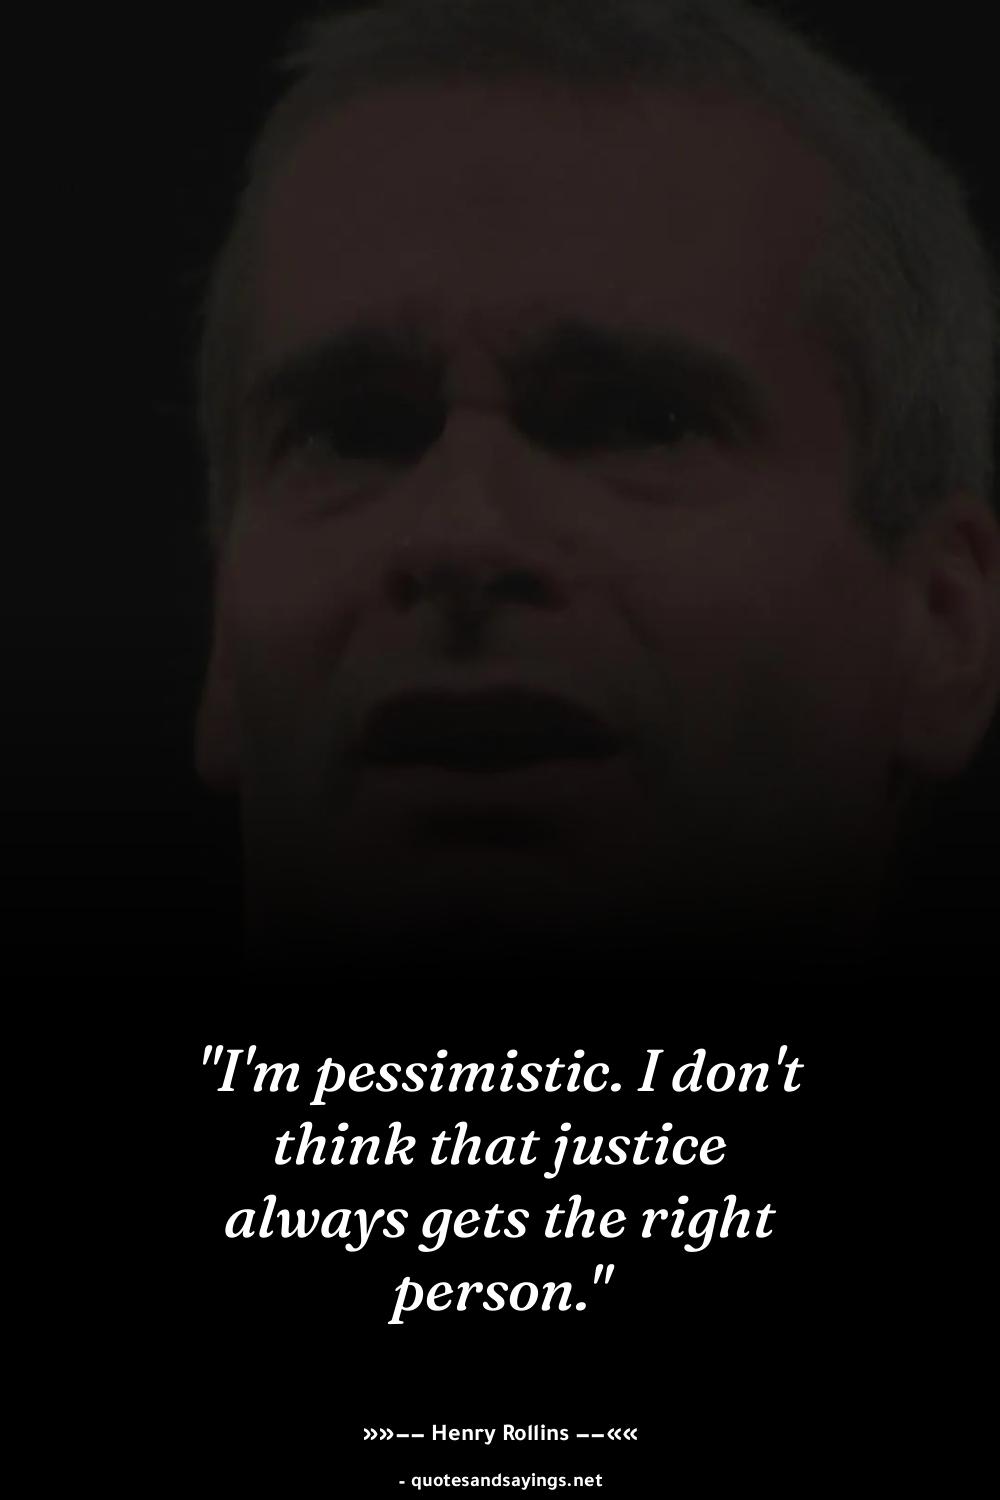 "I'm pessimistic. I don't
think that justice
always gets the right
person."
»»−− Henry Rollins −−««
- quotesandsayings.net